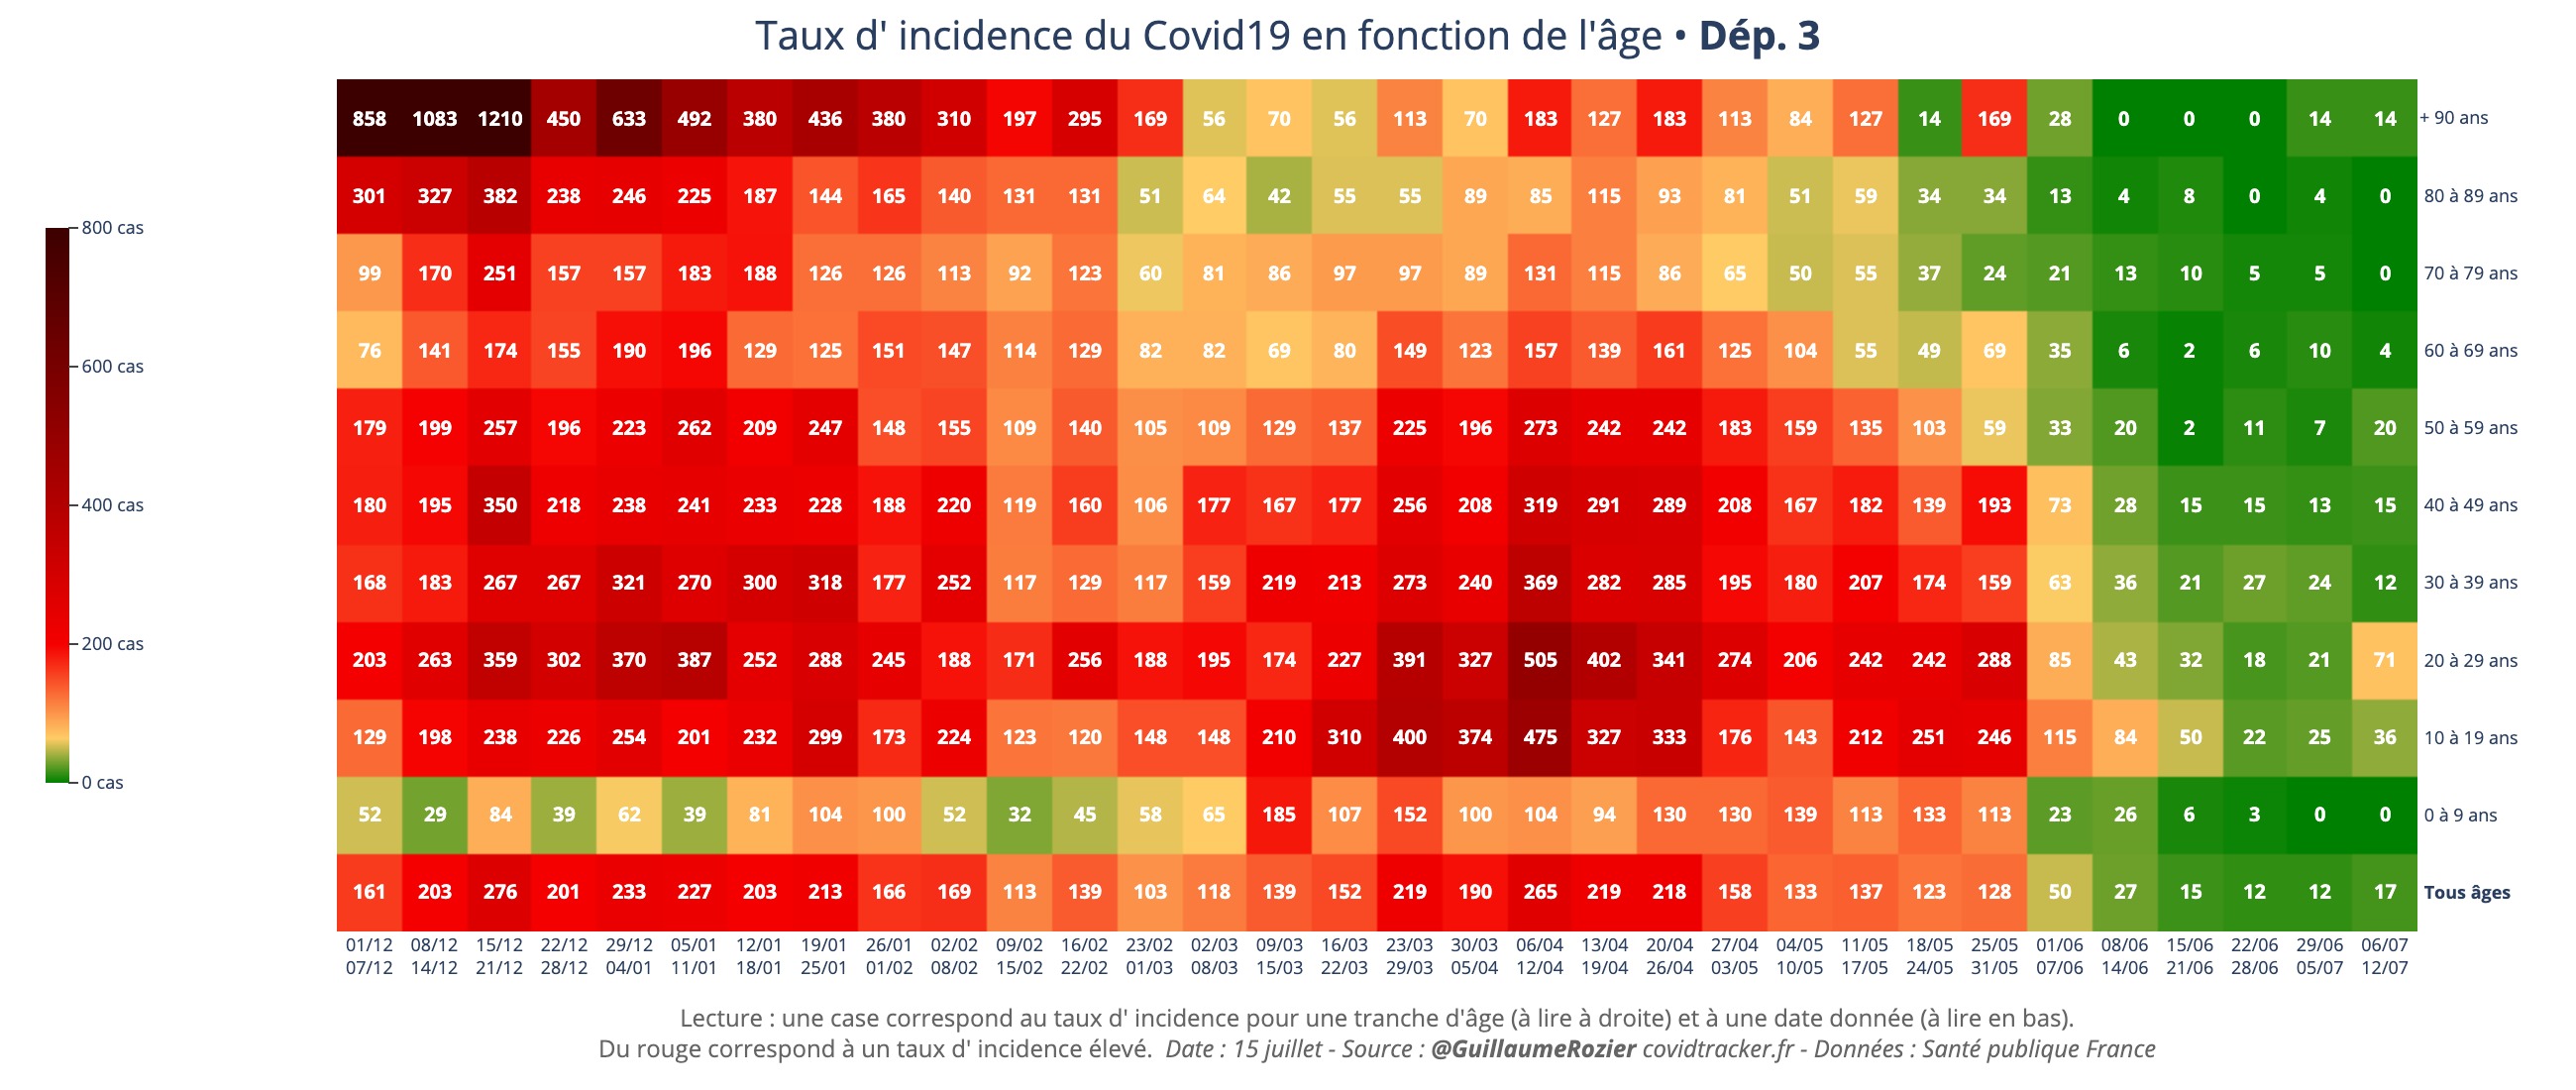 Taux d' incidence du Covid19 en fonction de l'âge • Dép. 3
858 1083 1210 450 633 492 380 436 380 310 197 295 169 56 70 56 113 70 183 127 183 113 84 127 14 169 28 0 0 0 14 14 + 90 ans
301 327 382 238 246 225 187 144 165 140 131 131 51 64 42 55 55 89 85 115 93 81 51 59 34 34 13 4 8 0 4 0 80 à 89 ans
800 cas
99 170 251 157 157 183 188 126 126 113 92 123 60 81 86 97 97 89 131 115 86 65 50 55 37 24 21 13 10 5 5 0 70 à 79 ans
76 141 174 155 190 196 129 125 151 147 114 129 82 82 69 80 149 123 157 139 161 125 104 55 49 69 35 6 2 6 10 4 60 à 69 ans
600 cas
179 199 257 196 223 262 209 247 148 155 109 140 105 109 129 137 225 196 273 242 242 183 159 135 103 59 33 20 2 11 7 20 50 à 59 ans
400 cas
180 195 350 218 238 241 233 228 188 220 119 160 106 177 167 177 256 208 319 291 289 208 167 182 139 193 73 28 15 15 13 15 40 à 49 ans
168 183 267 267 321 270 300 318 177 252 117 129 117 159 219 213 273 240 369 282 285 195 180 207 174 159 63 36 21 27 24 12 30 à 39 ans
200 cas
203 263 359 302 370 387 252 288 245 188 171 256 188 195 174 227 391 327 505 402 341 274 206 242 242 288 85 43 32 18 21 71 20 à 29 ans
129 198 238 226 254 201 232 299 173 224 123 120 148 148 210 310 400 374 475 327 333 176 143 212 251 246 115 84 50 22 25 36 10 à 19 ans
0 cas
52 29 84 39 62 39 81 104 100 52 32 45 58 65 185 107 152 100 104 94 130 130 139 113 133 113 23 26 6 3 0 0 0 à 9 ans
161 203 276 201 233 227 203 213 166 169 113 139 103 118 139 152 219 190 265 219 218 158 133 137 123 128 50 27 15 12 12 17 Tous âges
01/12 08/12 15/12 22/12 29/12 05/01 12/01 19/01 26/01 02/02 09/02 16/02 23/02 02/03 09/03 16/03 23/03 30/03 06/04 13/04 20/04 27/04 04/05 11/05 18/05 25/05 01/06 08/06 15/06 22/06 29/06 06/07
07/12 14/12 21/12 28/12 04/01 11/01 18/01 25/01 01/02 08/02 15/02 22/02 01/03 08/03 15/03 22/03 29/03 05/04 12/04 19/04 26/04 03/05 10/05 17/05 24/05 31/05 07/06 14/06 21/06 28/06 05/07 12/07
Lecture : une case correspond au taux d' incidence pour une tranche d'âge (à lire à droite) et à une date donnée (à lire en bas).
Du rouge correspond à un taux d' incidence élevé. Date : 15 juillet - Source : @GuillaumeRozier covidtracker.fr - Données : Santé publique France